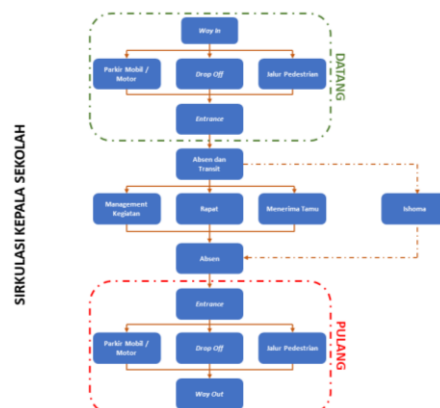 SIRKULASI KEPALA SEKOLAH
DATANG
Way In
Parkir Mobil /
Motor
Drop Off
Jalur Pedestrian
Entrance
Absen dan
Transit
Management
Kegiatan
Rapat
Menerima Tamu
Ishoma
Absen
PULANG
Entrance
Parkir Mobil /
Motor
Drop Off
Jalur Pedestrian
Way Out